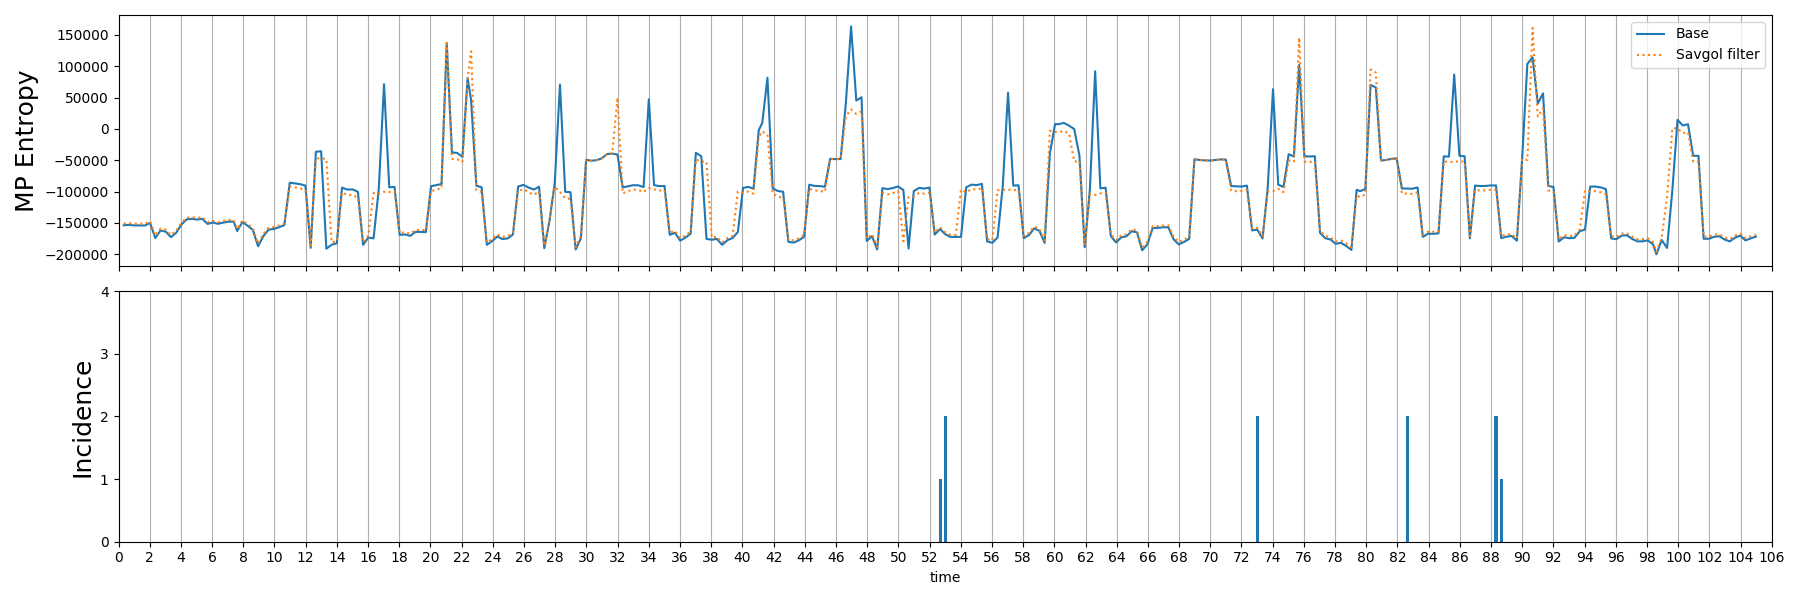 MP Entropy
150000
100000
50000
0
−50000
−100000
−150000
−200000
Base
Savgol filter
Incidence
4
3
2
1
0
0 2 4 6 8 10 12 14 16 18 20 22 24 26 28 30 32 34 36 38 40 42 44 46 48 50 52 54 56 58 60 62 64 66 68 70 72 74 76 78 80 82 84 86 88 90 92 94 96 98 100 102 104 106
time